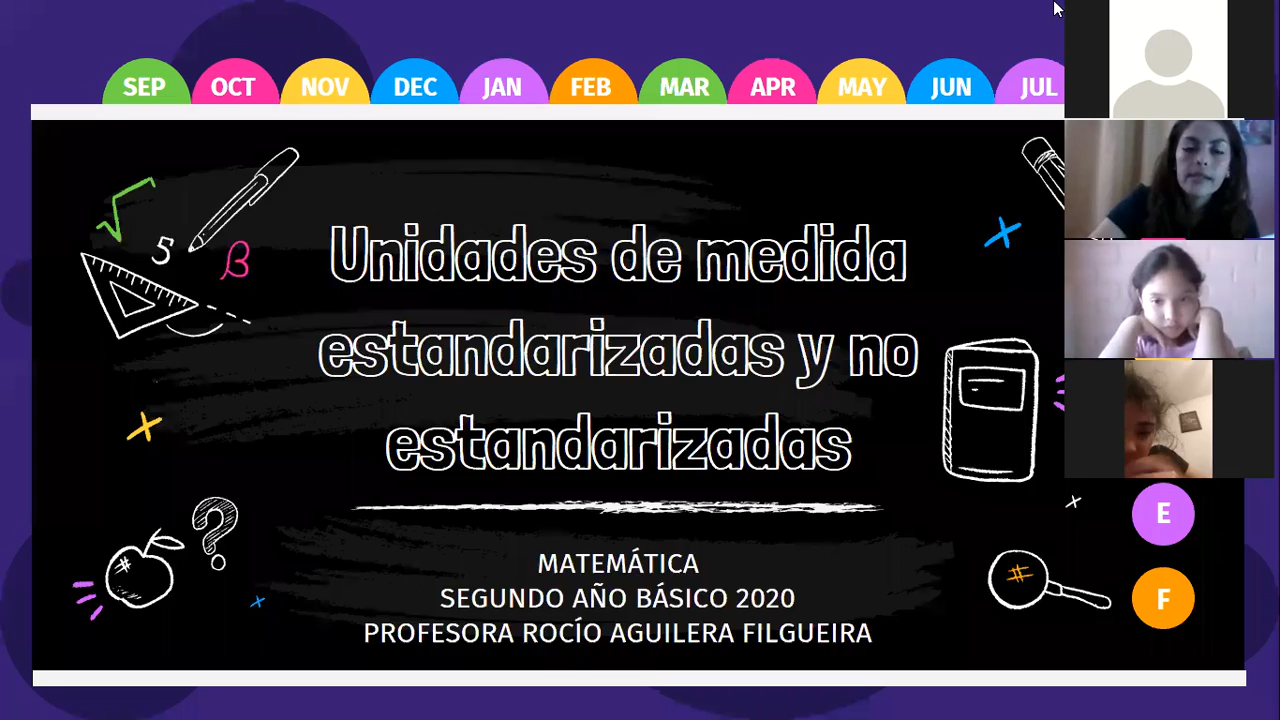 SEP OCT NOV DEC JAN FEB MAR APR MAY JUN JUL
5
β
Unidades de medida
estandarizadas y no
estandarizadas
?
MATEMÁTICA
SEGUNDO AÑO BÁSICO 2020
PROFESORA ROCÍO AGUILERA FILGUEIRA
E
F